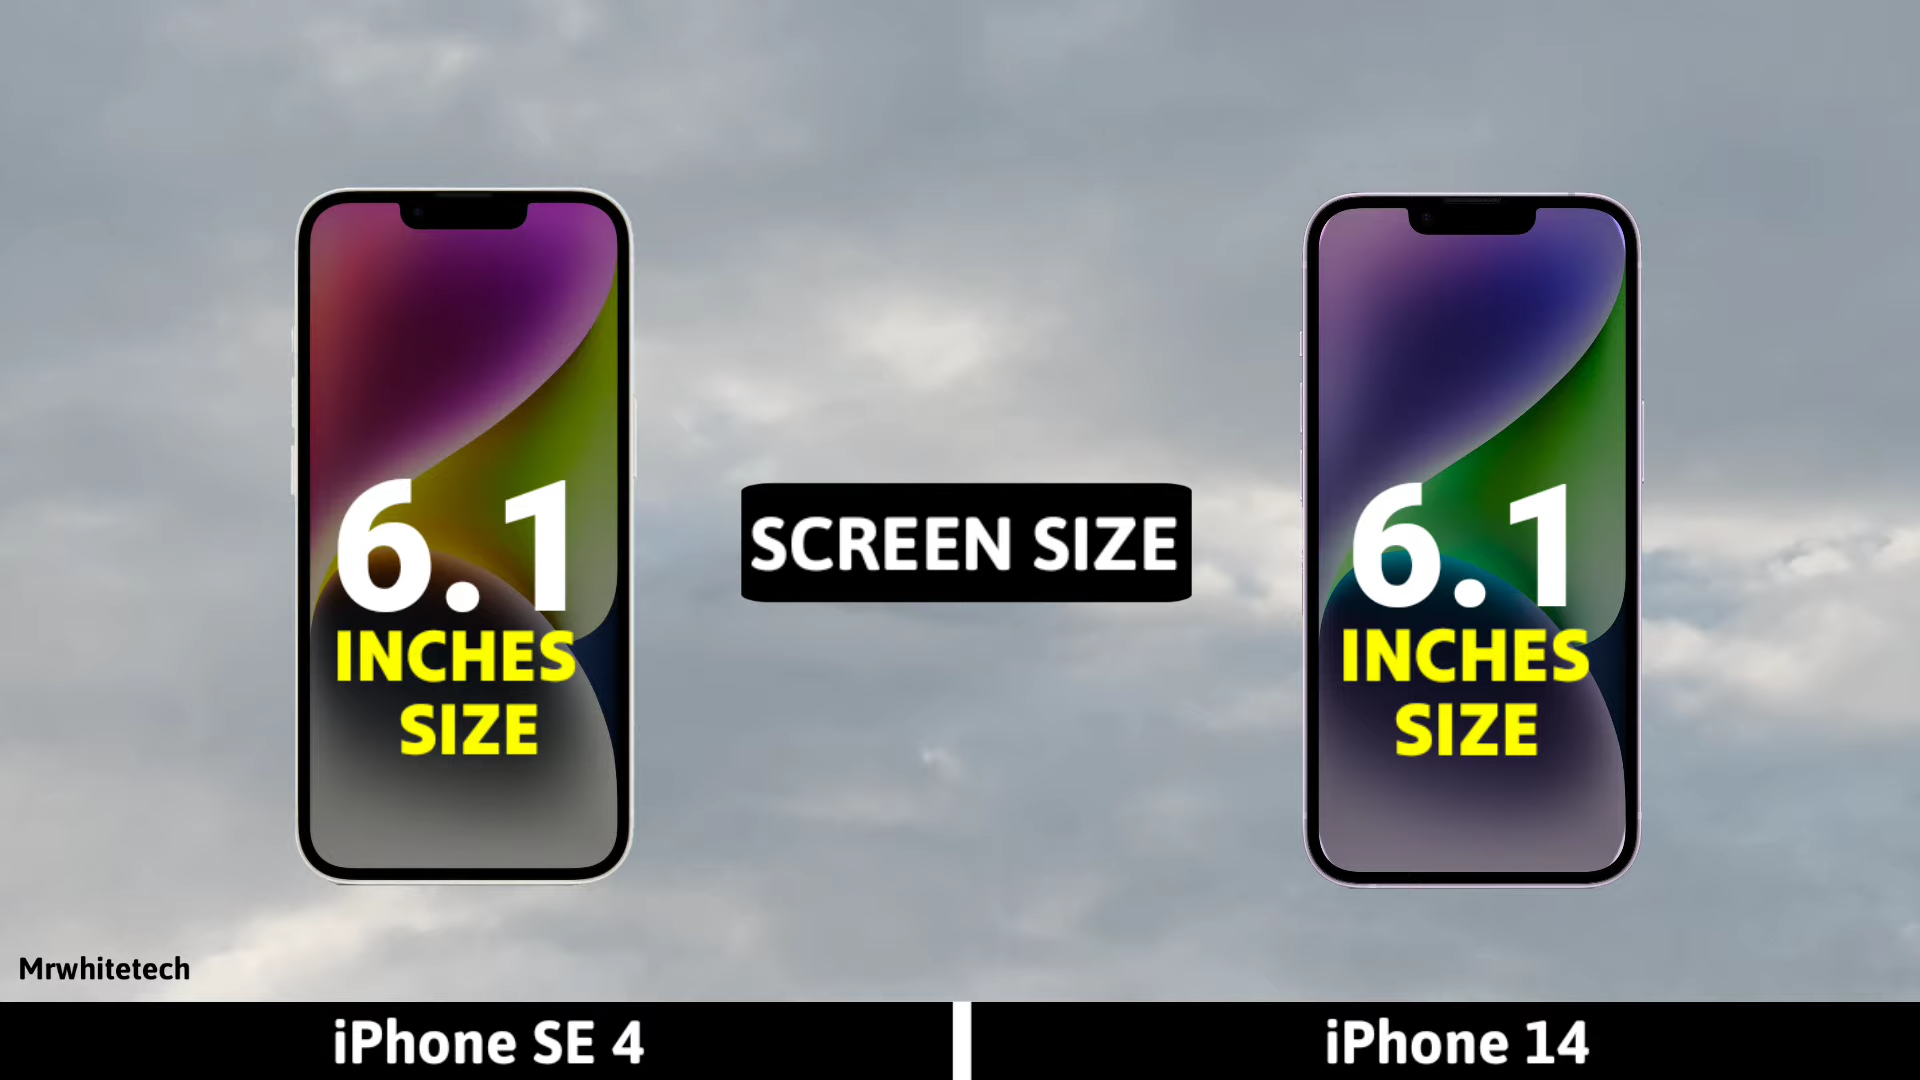 6.1
INCHES
SIZE
SCREEN SIZE
6.1
INCHES
SIZE
Mrwhitetech
iPhone SE 4
iPhone 14